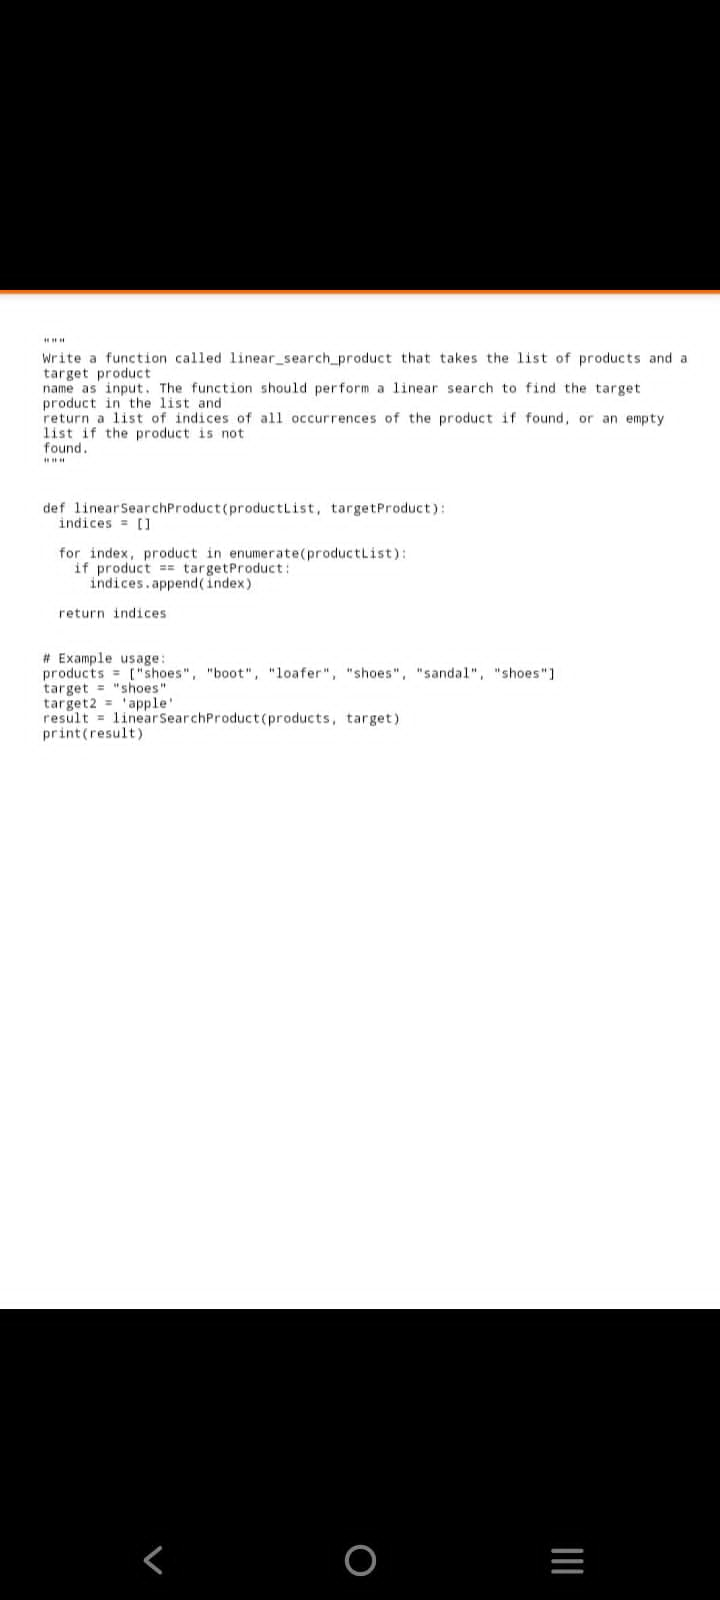 """
Write a function called linear_search_product that takes the list of products and a
target product
name as input. The function should perform a linear search to find the target
product in the list and
return a list of indices of all occurrences of the product if found, or an empty
list if the product is not
found.
"""
def linearSearchProduct(productList, targetProduct):
  indices = []
  for index, product in enumerate(productList):
    if product == targetProduct:
      indices.append(index)
  return indices
# Example usage:
products = ["shoes", "boot", "loafer", "shoes", "sandal", "shoes"]
target = "shoes"
target2 = 'apple'
result = linearSearchProduct(products, target)
print(result)